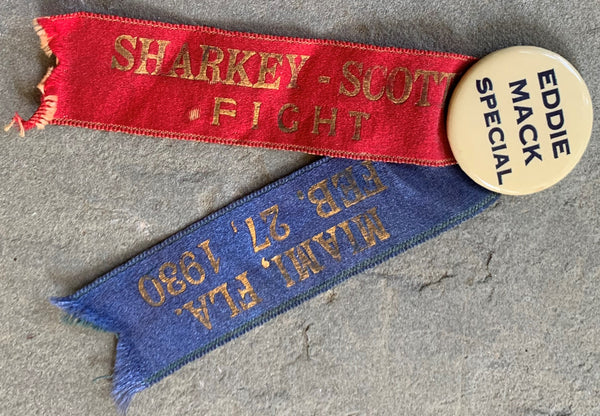 EDDIE
MACK
SPECIAL
SHARKEY - SCOTT
FIGHT
MIAMI, FLA.
FEB. 27, 1930